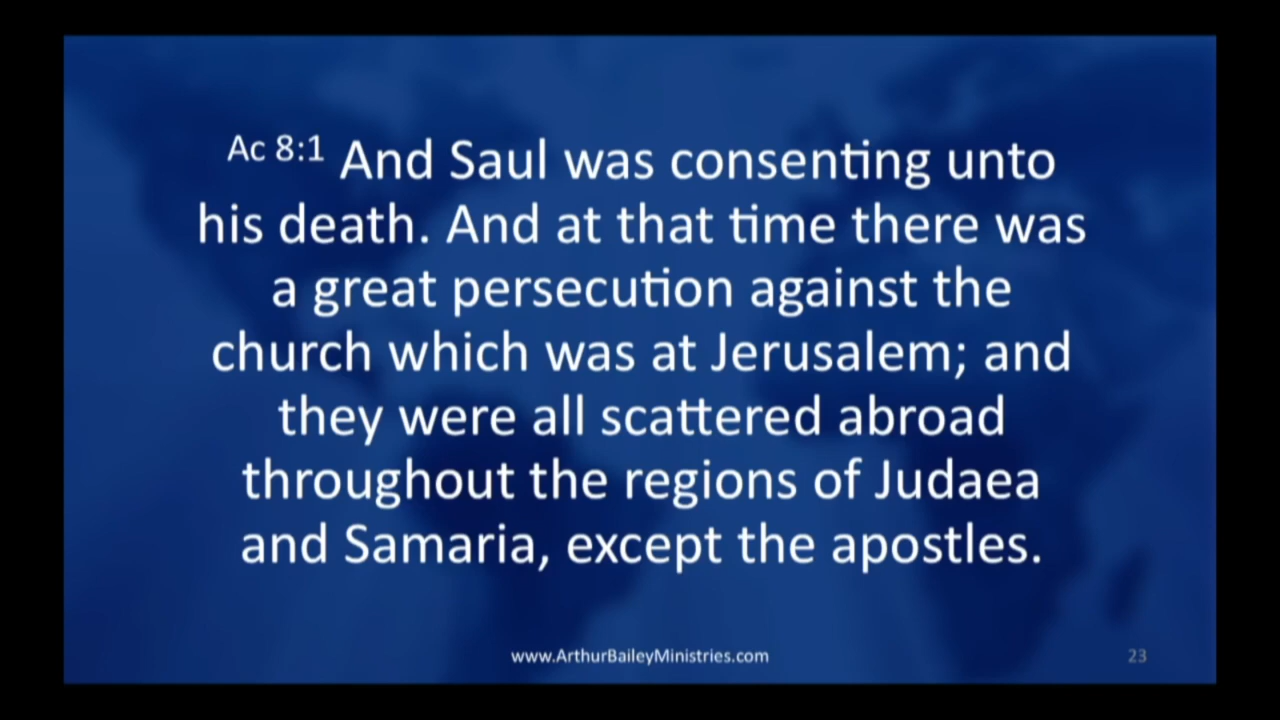 Ac 8:1 And Saul was consenting unto
his death. And at that time there was
a great persecution against the
church which was at Jerusalem; and
they were all scattered abroad
throughout the regions of Judaea
and Samaria, except the apostles.
www.ArthurBaileyMinistries.com
23